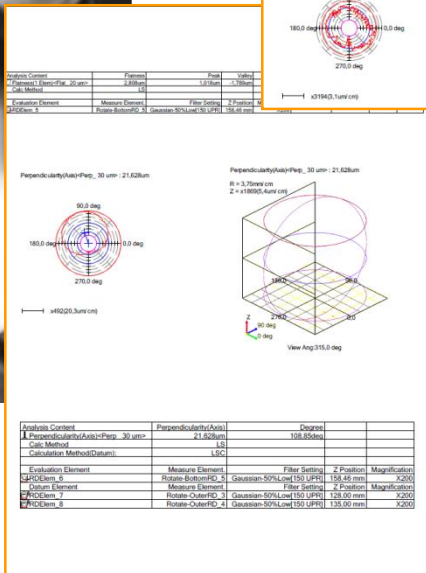 180,0 deg
0,0 deg
270,0 deg
x3194(3,1um/cm)
Analysis Content Flatness Peak Valley
Flatness(1 Elem)<Flat_ 20 um> 2,808um 1,018um
Calc Method LS
Evaluation Element Measure Element. Filter Setting Z Position
RDElem_5 Rotate-BottomRD_5 Gaussian-50%Low[150 UPR] 158,46 mm
Perpendicularity(Axis)<Perp_ 30 um> : 21,628um
90,0 deg
180,0 deg
0,0 deg
270,0 deg
x492(20,3um/cm)
Perpendicularity(Axis)<Perp_ 30 um> : 21,628um
R = 3,75mm/cm
Z = x1869(5,4um/cm)
180,0
90,0
270,0
0,0
Z
90 deg
0 deg
View Ang:315,0 deg
Analysis Content Perpendicularity(Axis) Degree
Perpendicularity(Axis)<Perp_ 30 um> 21,628um 108,85deg
Calc Method LS
Calculation Method(Datum): LSC
Evaluation Element Measure Element. Filter Setting Z Position Magnification
RDElem_6 Rotate-BottomRD_5 Gaussian-50%Low[150 UPR] 158,46 mm X200
Datum Element Measure Element. Filter Setting Z Position Magnification
RDElem_7 Rotate-OuterRD_3 Gaussian-50%Low[150 UPR] 128,00 mm X200
RDElem_8 Rotate-OuterRD_4 Gaussian-50%Low[150 UPR] 135,00 mm X200